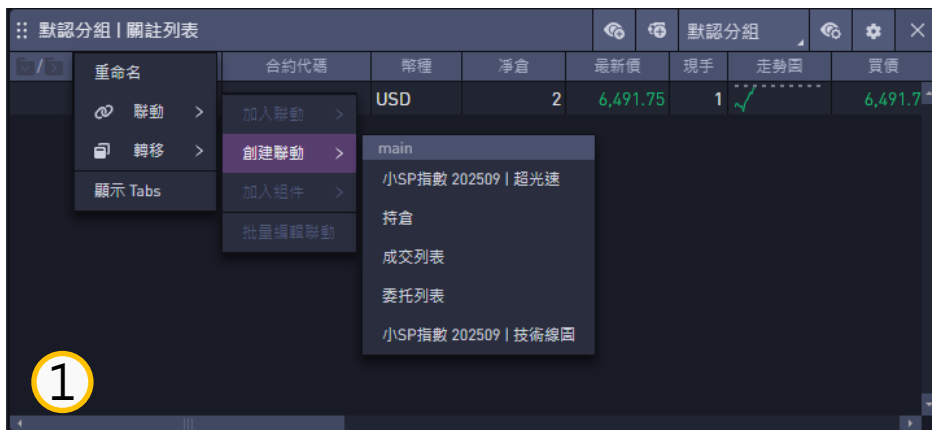 默認分組 | 關註列表
默認分組
合約代碼
幣種
淨倉
最新價
現手
走勢圖
買價
USD
2
6,491.75
1
6,491.7
重命名
聯動
轉移
顯示 Tabs
加入聯動
創建聯動
加入組件
批量編輯聯動
main
小SP指數 202509 | 超光速
持倉
成交列表
委托列表
小SP指數 202509 | 技術線圖
1